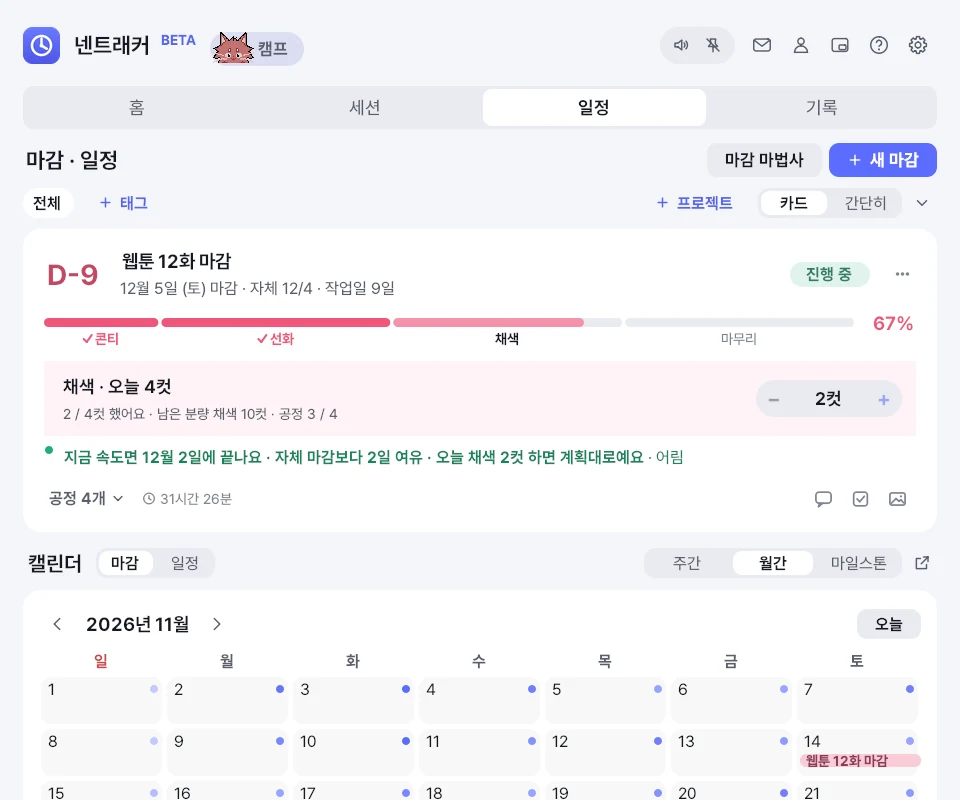 넨트래커 BETA 캠프
홈 세션 일정 기록
마감 · 일정 마감 마법사 + 새 마감
전체 + 태그 + 프로젝트 카드 간단히
D-9 웹툰 12화 마감 진행 중
12월 5일 (토) 마감 · 자체 12/4 · 작업일 9일
67%
콘티 선화 채색 마무리
채색 · 오늘 4컷
2 / 4컷 했어요 · 남은 분량 채색 10컷 · 공정 3 / 4
− 2컷 +
지금 속도면 12월 2일에 끝나요 · 자체 마감보다 2일 여유 · 오늘 채색 2컷 하면 계획대로예요 · 어림
공정 4개 31시간 26분
캘린더 마감 일정 주간 월간 마일스톤
2026년 11월 오늘
일 월 화 수 목 금 토
1 2 3 4 5 6 7
8 9 10 11 12 13 14
웹툰 12화 마감
15 16 17 18 19 20 21